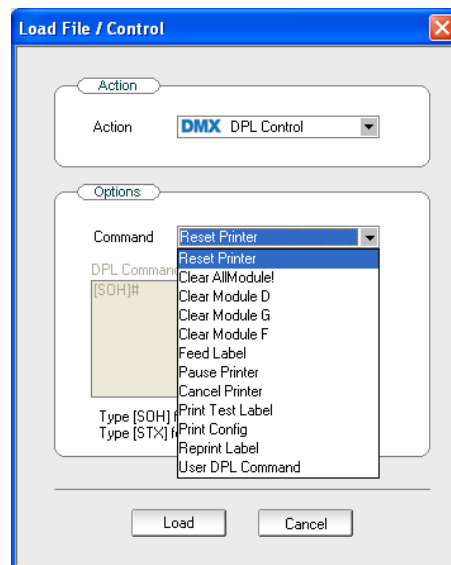 Load File / Control
Action
Action DMX DPL Control
Options
Command Reset Printer
Reset Printer
DPL Command
Clear AllModule!
[SOH]#
Clear Module D
Clear Module G
Clear Module F
Feed Label
Pause Printer
Cancel Printer
Print Test Label
Type [SOH] f
Print Config
Type [STX] f
Reprint Label
User DPL Command
Load Cancel